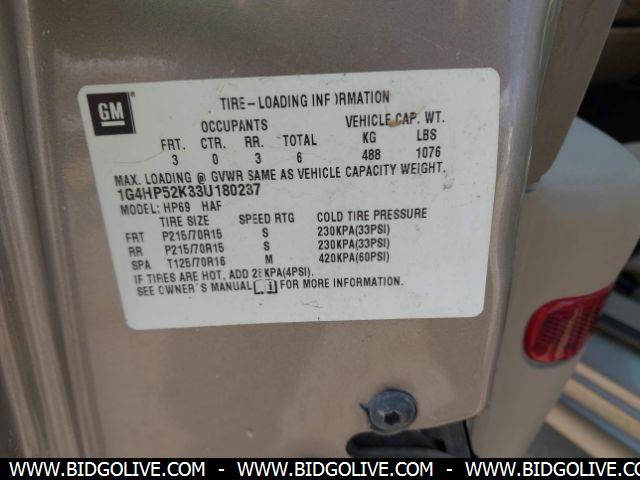 GM
TIRE-LOADING INF RMATION
OCCUPANTS VEHICLE CAP. WT.
FRT. CTR. RR. TOTAL KG LBS
3 0 3 6 488 1076
MAX. LOADING @ GVWR SAME AS VEHICLE CAPACITY WEIGHT.
1G4HP52K33U180237
MODEL: HP69 HAF
TIRE SIZE SPEED RTG COLD TIRE PRESSURE
FRT P215/70R15 S 230KPA(33PSI)
RR P215/70R15 S 230KPA(33PSI)
SPA T125/70R16 M 420KPA(60PSI)
IF TIRES ARE HOT, ADD 28KPA(4PSI).
SEE OWNER'S MANUAL i FOR MORE INFORMATION.
WWW.BIDGOLIVE.COM - WWW.BIDGOLIVE.COM - WWW.BIDGOLIVE.COM